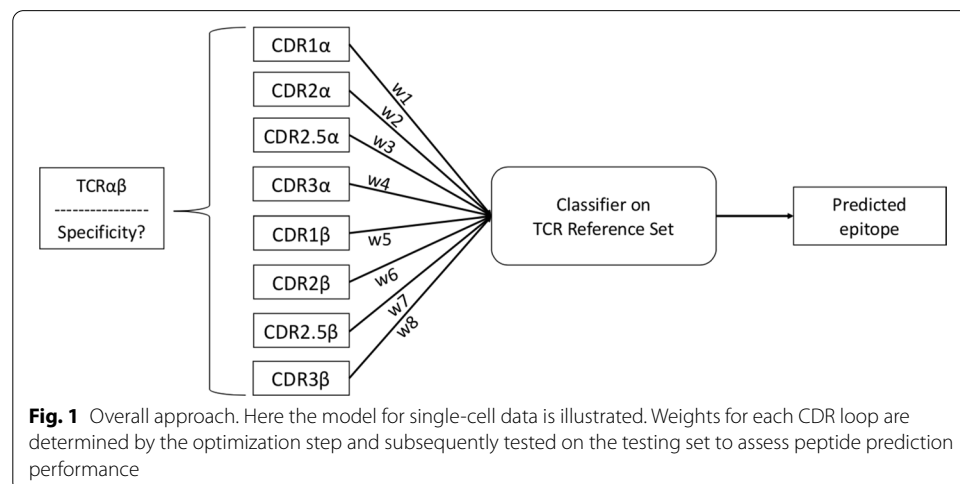 CDR1α
CDR2α
CDR2.5α
CDR3α
CDR1β
CDR2β
CDR2.5β
CDR3β
TCRαβ
---------------
Specificity?
w1
w2
w3
w4
w5
w6
w7
w8
Classifier on
TCR Reference Set
Predicted
epitope
Fig. 1 Overall approach. Here the model for single-cell data is illustrated. Weights for each CDR loop are
determined by the optimization step and subsequently tested on the testing set to assess peptide prediction
performance